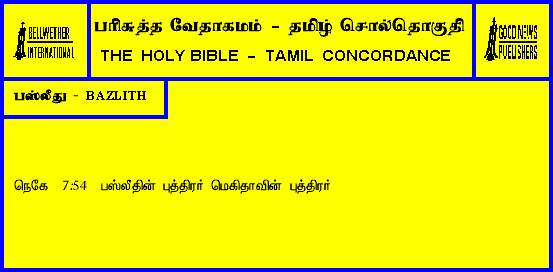 BELLWETHER
INTERNATIONAL
பரிசுத்த வேதாகமம் - தமிழ் சொல்தொகுதி
THE HOLY BIBLE - TAMIL CONCORDANCE
GOOD NEWS
PUBLISHERS
பஸ்லீது - BAZLITH
நெகே 7:54 பஸ்லீதின் புத்திரர் மெகிதாவின் புத்திரர்